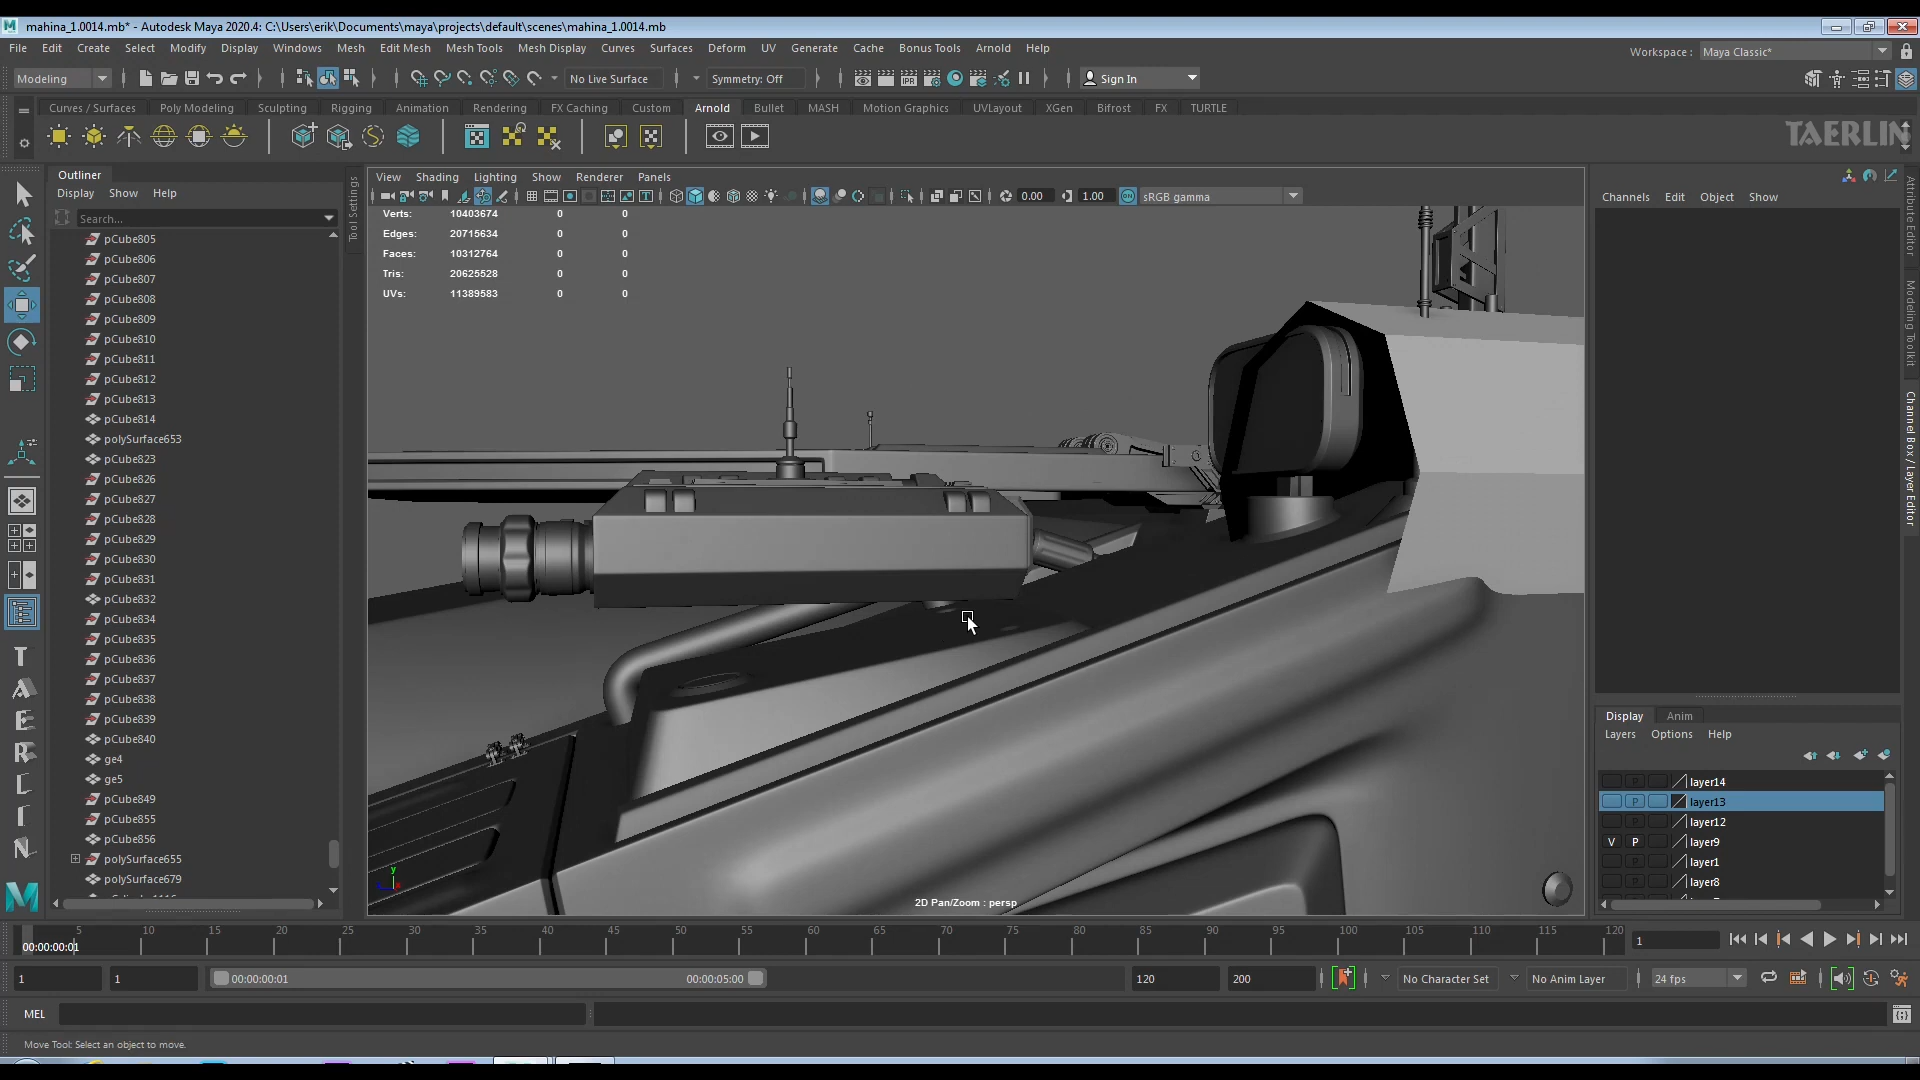 mahina_1.0014.mb* - Autodesk Maya 2020.4: C:\Users\erik\Documents\maya\projects\default\scenes\mahina_1.0014.mb
File Edit Create Select Modify Display Windows Mesh Edit Mesh Mesh Tools Mesh Display Curves Surfaces Deform UV Generate Cache Bonus Tools Arnold Help
Workspace : Maya Classic*
Modeling
No Live Surface
Symmetry: Off
Sign In
Curves / Surfaces Poly Modeling Sculpting Rigging Animation Rendering FX Caching Custom Arnold Bullet MASH Motion Graphics UVLayout XGen Bifrost FX TURTLE
TAERLIN
Outliner
Display Show Help
Search...
pCube805
pCube806
pCube807
pCube808
pCube809
pCube810
pCube811
pCube812
pCube813
pCube814
polySurface653
pCube823
pCube826
pCube827
pCube828
pCube829
pCube830
pCube831
pCube832
pCube834
pCube835
pCube836
pCube837
pCube838
pCube839
pCube840
ge4
ge5
pCube849
pCube855
pCube856
polySurface655
polySurface679
Tool Settings
View Shading Lighting Show Renderer Panels
0.00 1.00 sRGB gamma
Verts: 10403674 0 0
Edges: 20715634 0 0
Faces: 10312764 0 0
Tris: 20625528 0 0
UVs: 11389583 0 0
y
2D Pan/Zoom : persp
Channels Edit Object Show
Attribute Editor
Modeling Toolkit
Channel Box / Layer Editor
Display Anim
Layers Options Help
layer14
P layer13
layer12
V P layer9
layer1
layer8
5 10 15 20 25 30 35 40 45 50 55 60 65 70 75 80 85 90 95 100 105 110 115 120
00:00:00:01
1
1 1 00:00:00:01 00:00:05:00 120 200 No Character Set No Anim Layer 24 fps
MEL
Move Tool: Select an object to move.